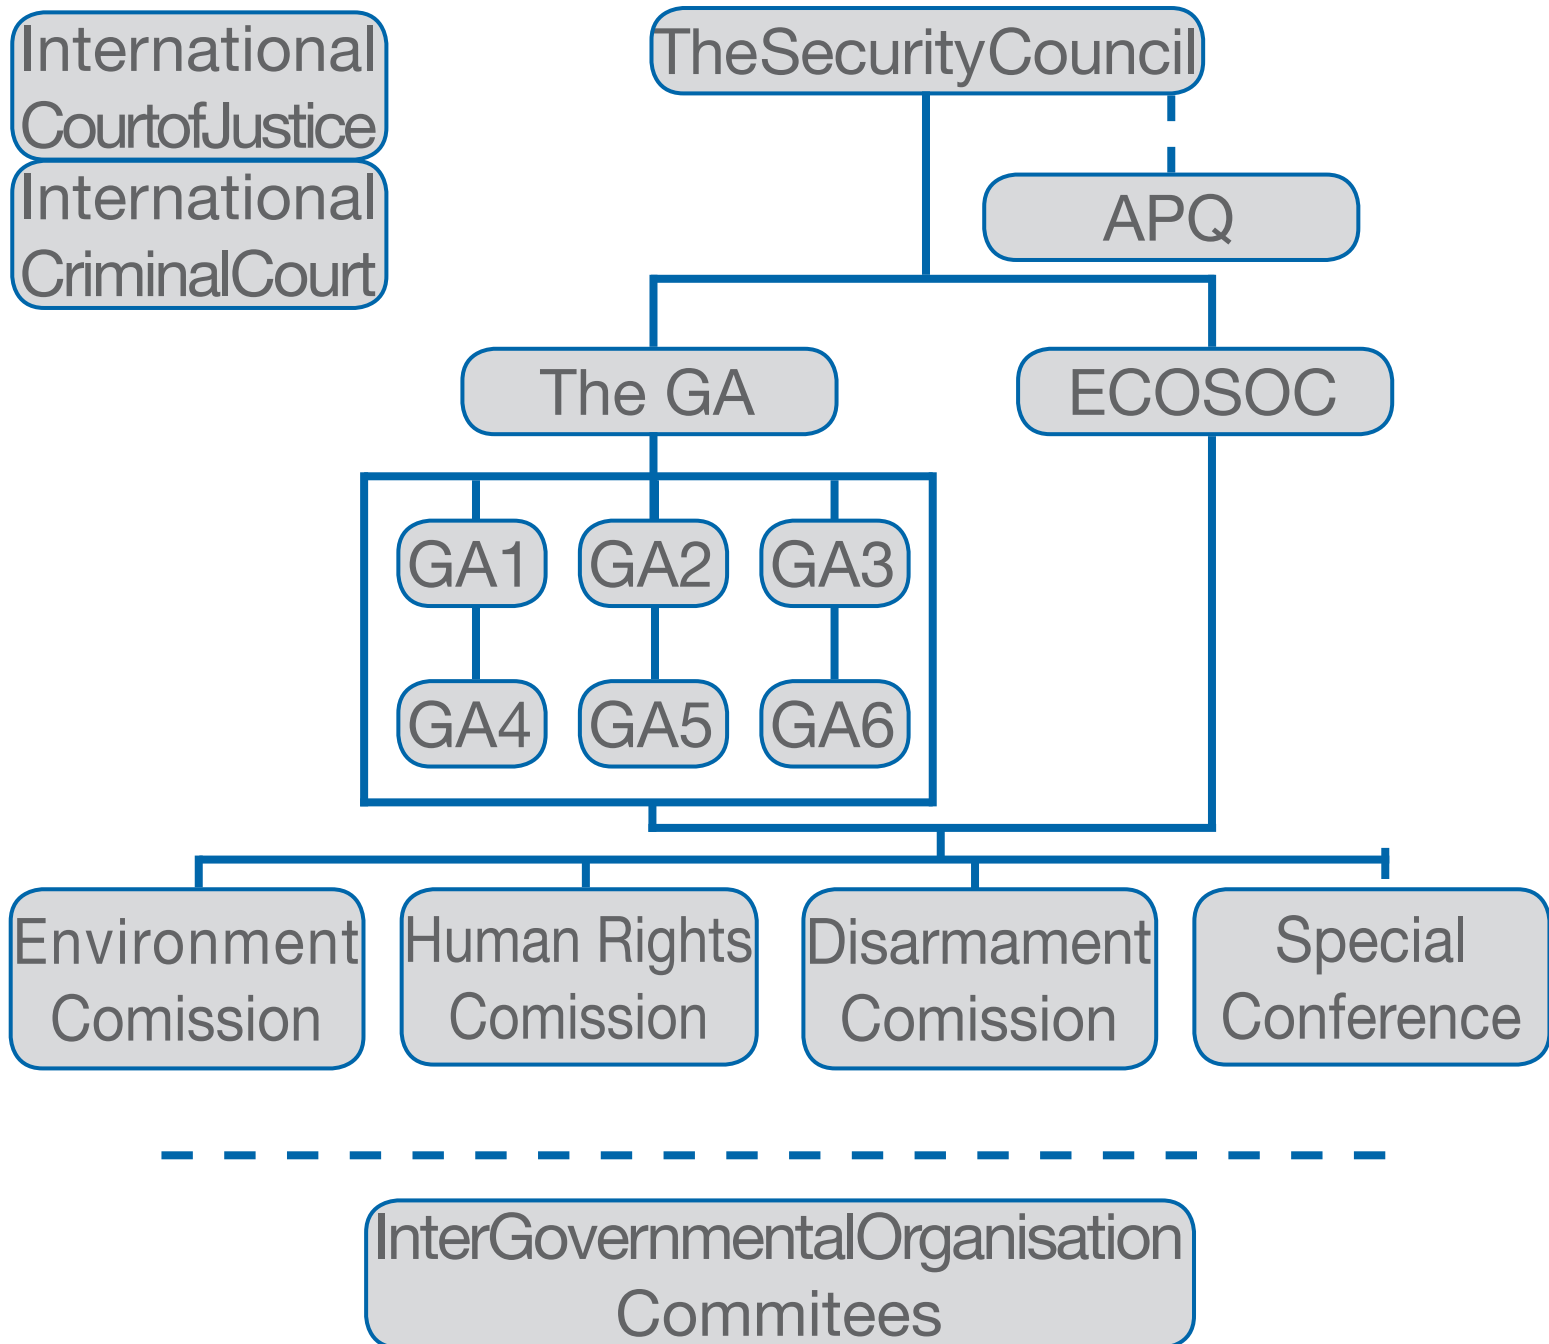 International
CourtofJustice
International
CriminalCourt
TheSecurityCouncil
APQ
The GA
ECOSOC
GA1
GA2
GA3
GA4
GA5
GA6
Environment
Comission
Human Rights
Comission
Disarmament
Comission
Special
Conference
InterGovernmentalOrganisation
Commitees